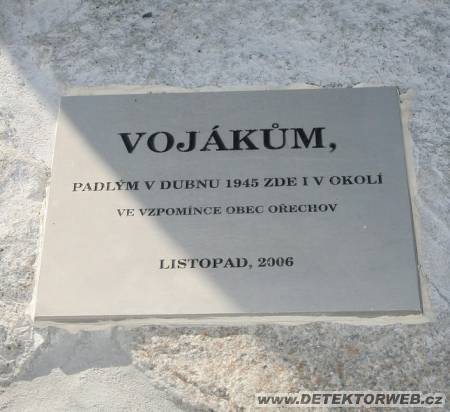 VOJÁKŮM,
PADLÝM V DUBNU 1945 ZDE I V OKOLÍ
VE VZPOMÍNCE OBEC OŘECHOV
LISTOPAD, 2006
WWW.DETEKTORWEB.cz